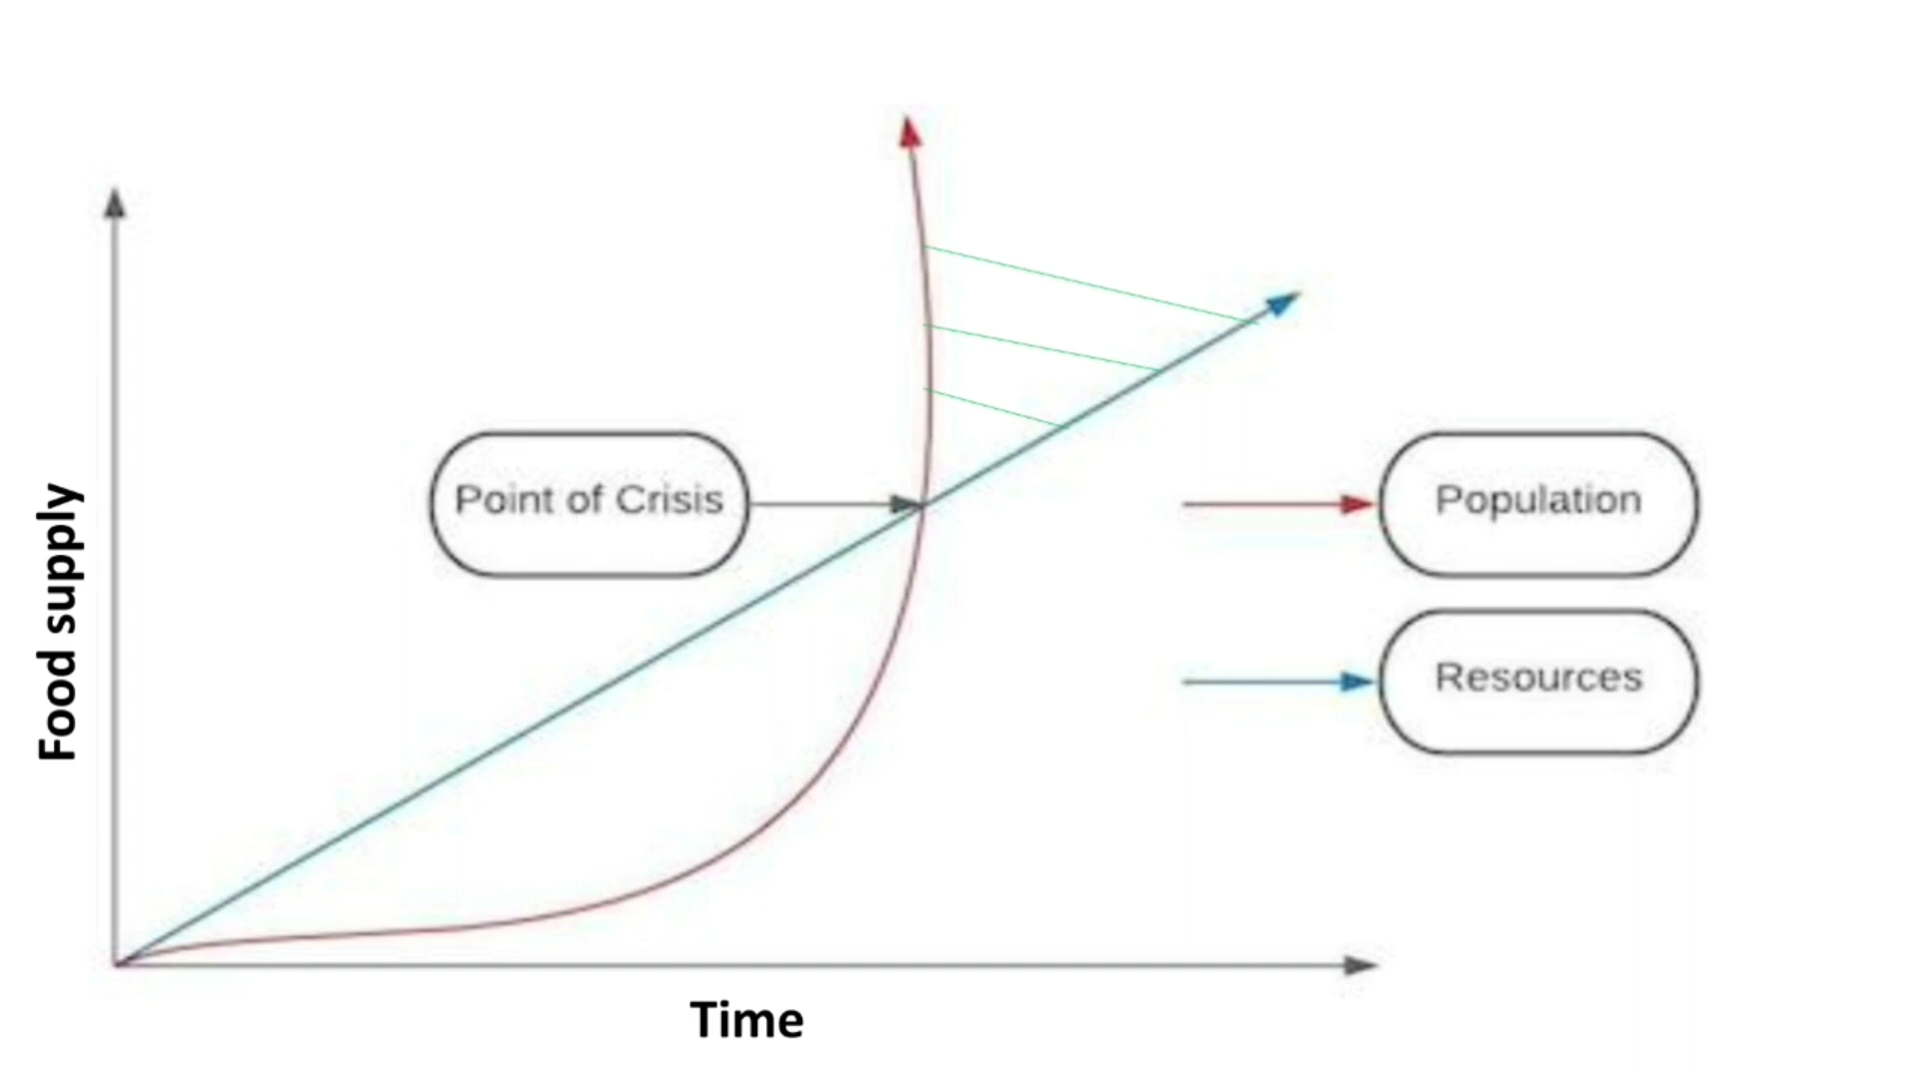 Food supply
Point of Crisis
Population
Resources
Time